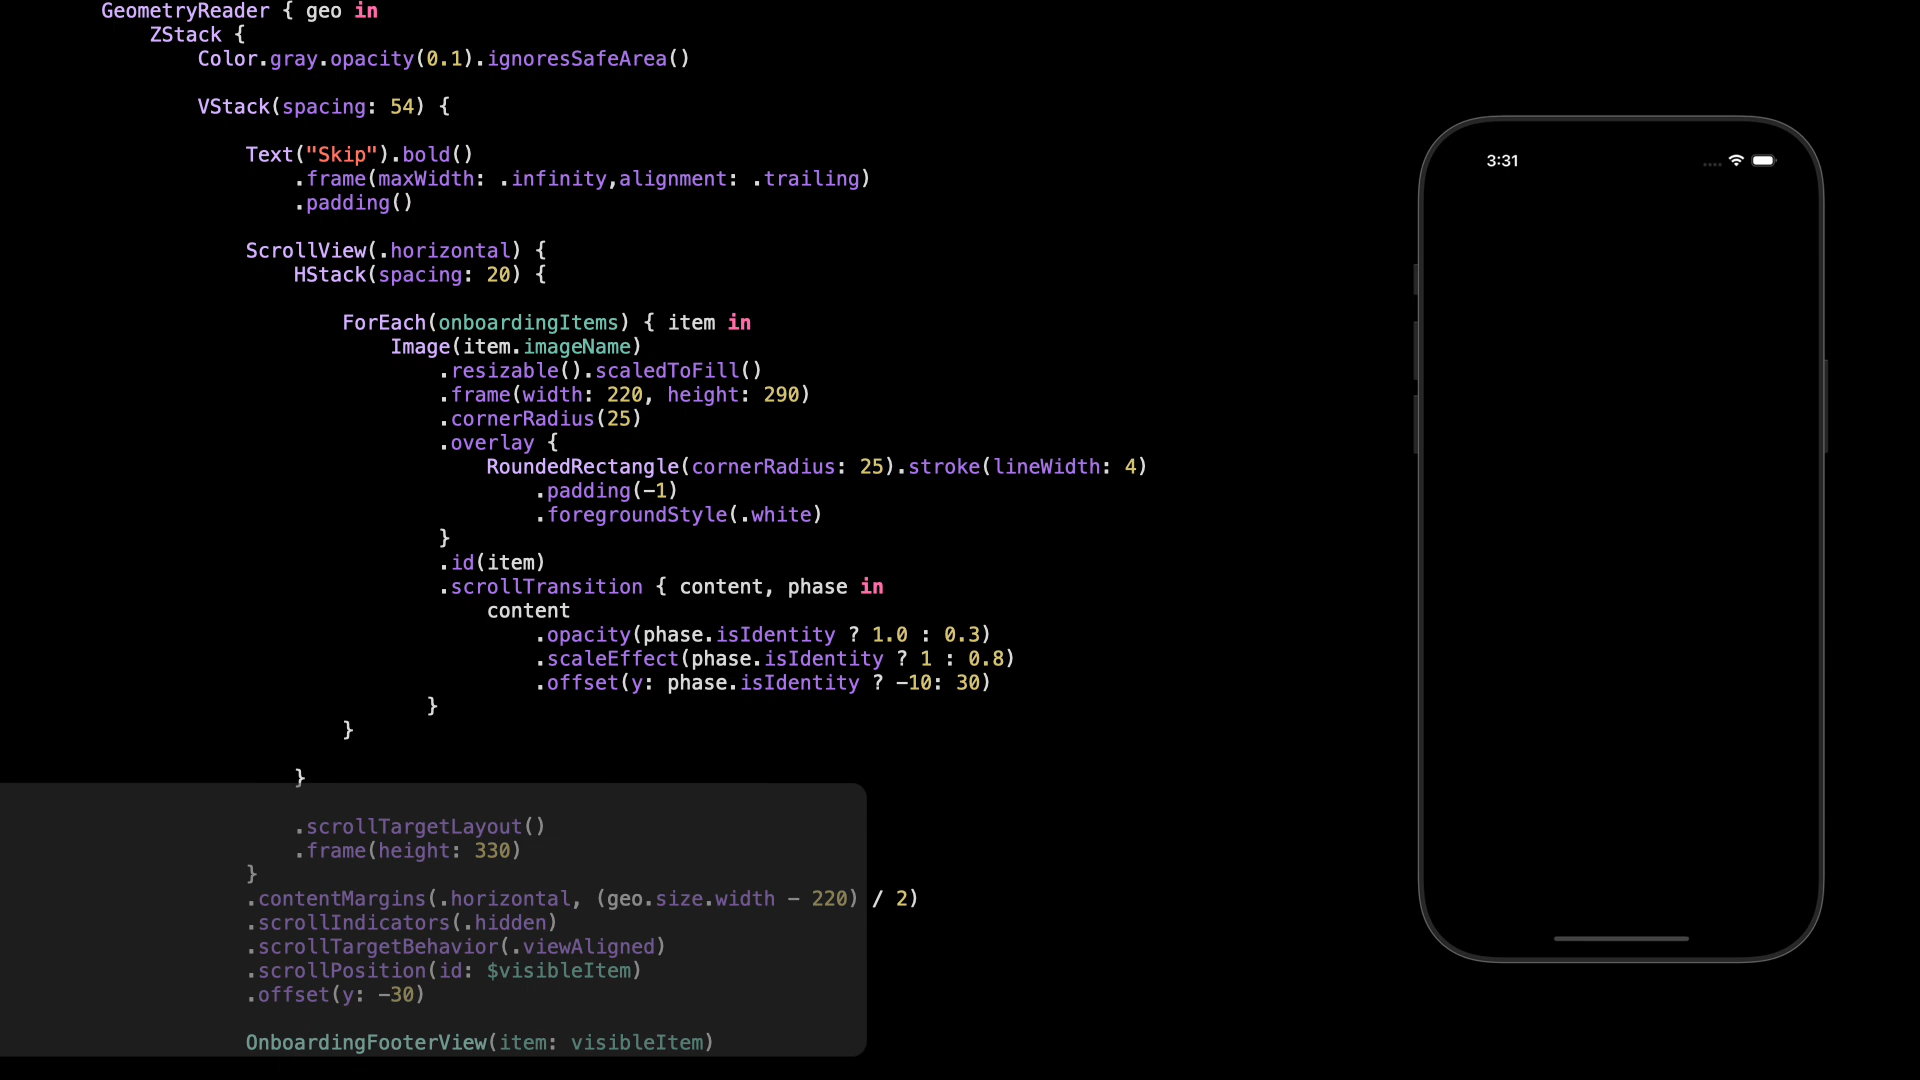 GeometryReader { geo in
ZStack {
Color.gray.opacity(0.1).ignoresSafeArea()
VStack(spacing: 54) {
Text("Skip").bold()
.frame(maxWidth: .infinity,alignment: .trailing)
.padding()
ScrollView(.horizontal) {
HStack(spacing: 20) {
ForEach(onboardingItems) { item in
Image(item.imageName)
.resizable().scaledToFill()
.frame(width: 220, height: 290)
.cornerRadius(25)
.overlay {
RoundedRectangle(cornerRadius: 25).stroke(lineWidth: 4)
.padding(-1)
.foregroundStyle(.white)
}
.id(item)
.scrollTransition { content, phase in
content
.opacity(phase.isIdentity ? 1.0 : 0.3)
.scaleEffect(phase.isIdentity ? 1 : 0.8)
.offset(y: phase.isIdentity ? -10: 30)
}
}
}
.scrollTargetLayout()
.frame(height: 330)
}
.contentMargins(.horizontal, (geo.size.width - 220) / 2)
.scrollIndicators(.hidden)
.scrollTargetBehavior(.viewAligned)
.scrollPosition(id: $visibleItem)
.offset(y: -30)
OnboardingFooterView(item: visibleItem)
3:31